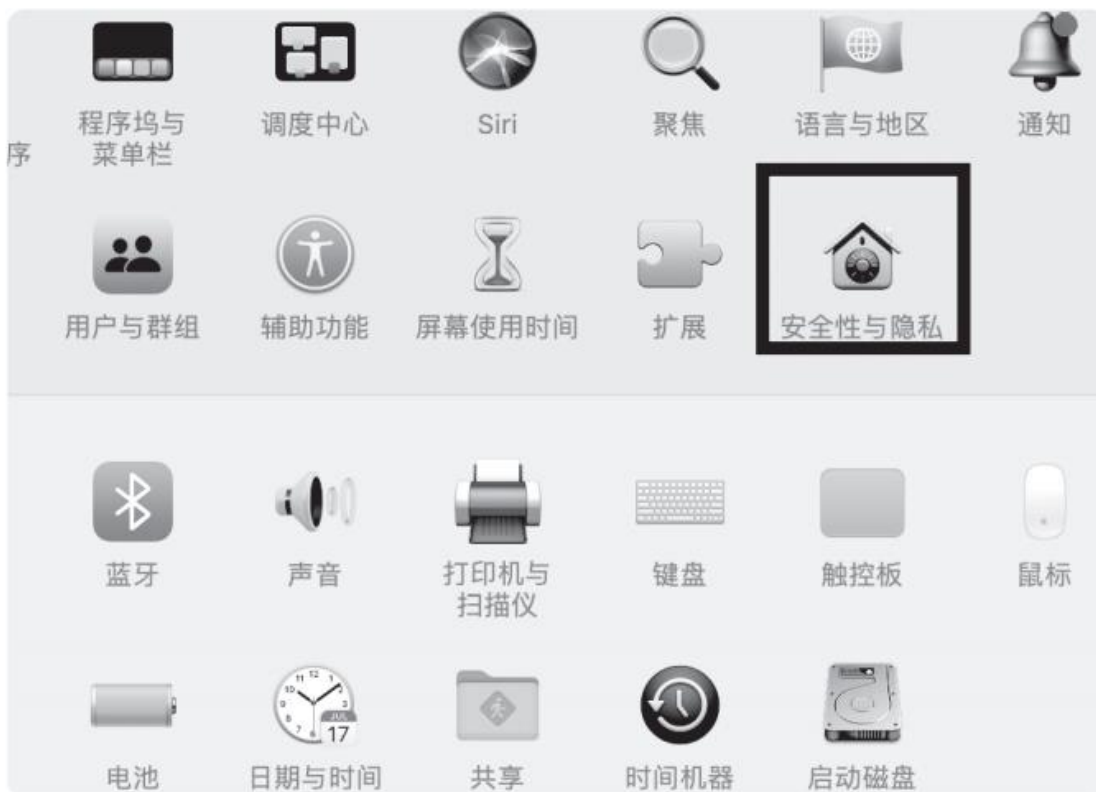 程序坞与 调度中心 Siri 聚焦 语言与地区 通知
序 菜单栏
用户与群组 辅助功能 屏幕使用时间 扩展 安全性与隐私
蓝牙 声音 打印机与 键盘 触控板 鼠标
扫描仪
JUL
17
电池 日期与时间 共享 时间机器 启动磁盘